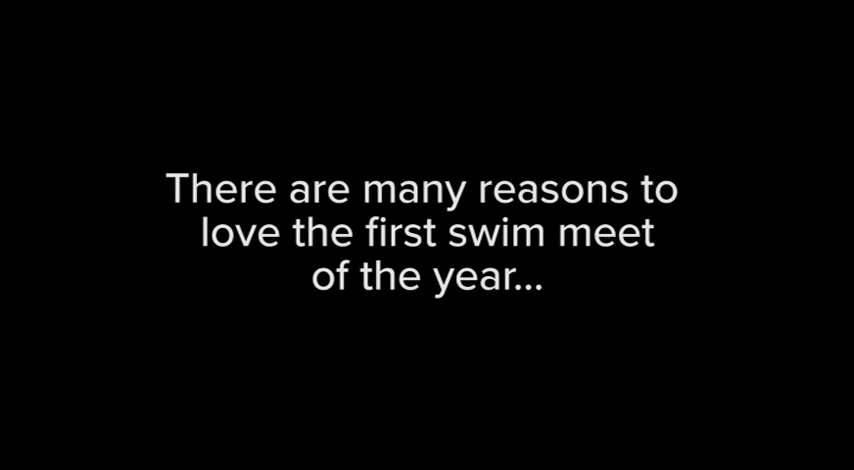 There are many reasons to
love the first swim meet
of the year...